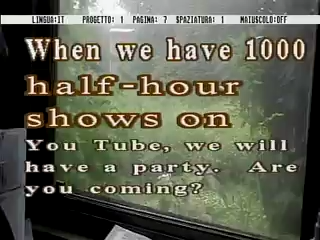 LINGUA:IT PROGETTO: 1 PAGINA: 7 SPAZIATURA: 1 MAIUSCOLO:OFF
When we have 1000
half-hour
shows on
You Tube, we will
have a party. Are
you coming?